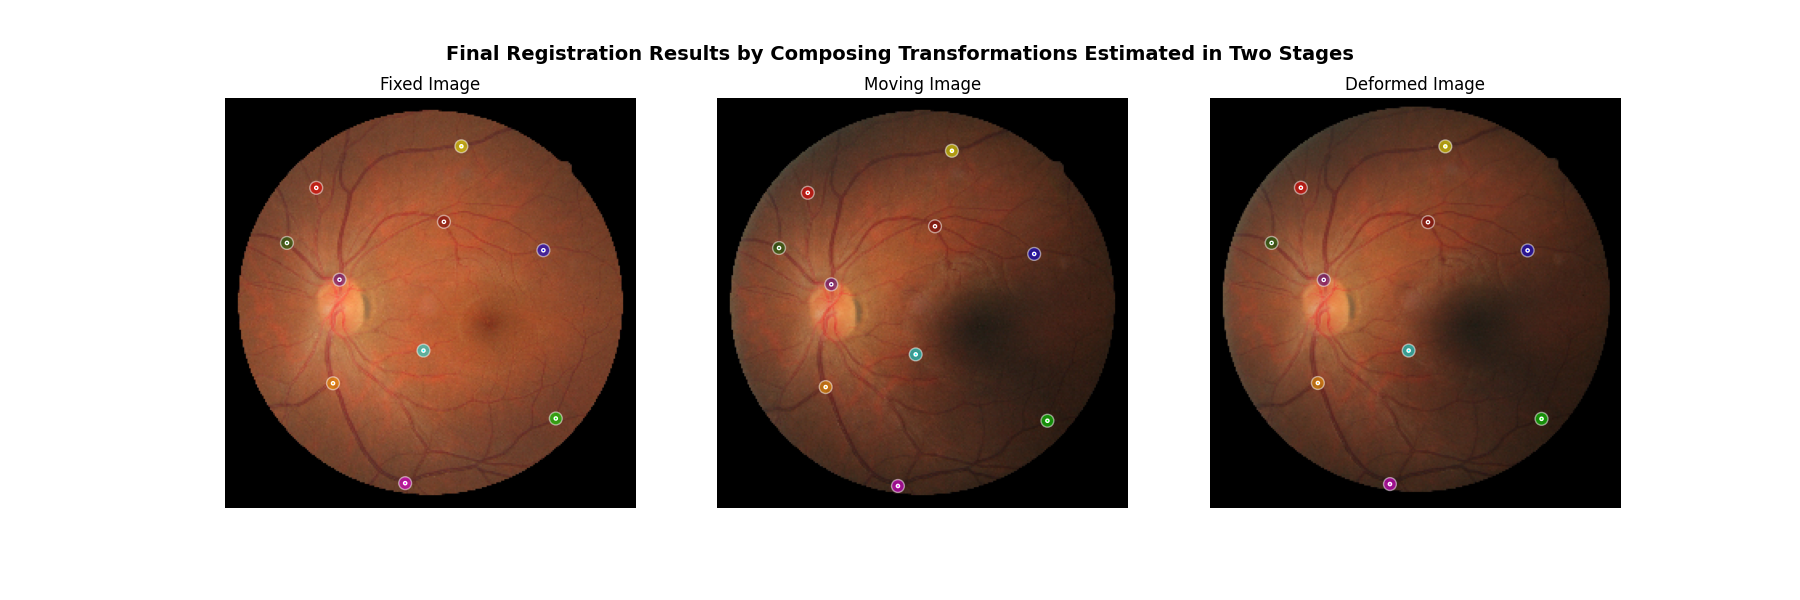 Final Registration Results by Composing Transformations Estimated in Two Stages
Fixed Image
Moving Image
Deformed Image